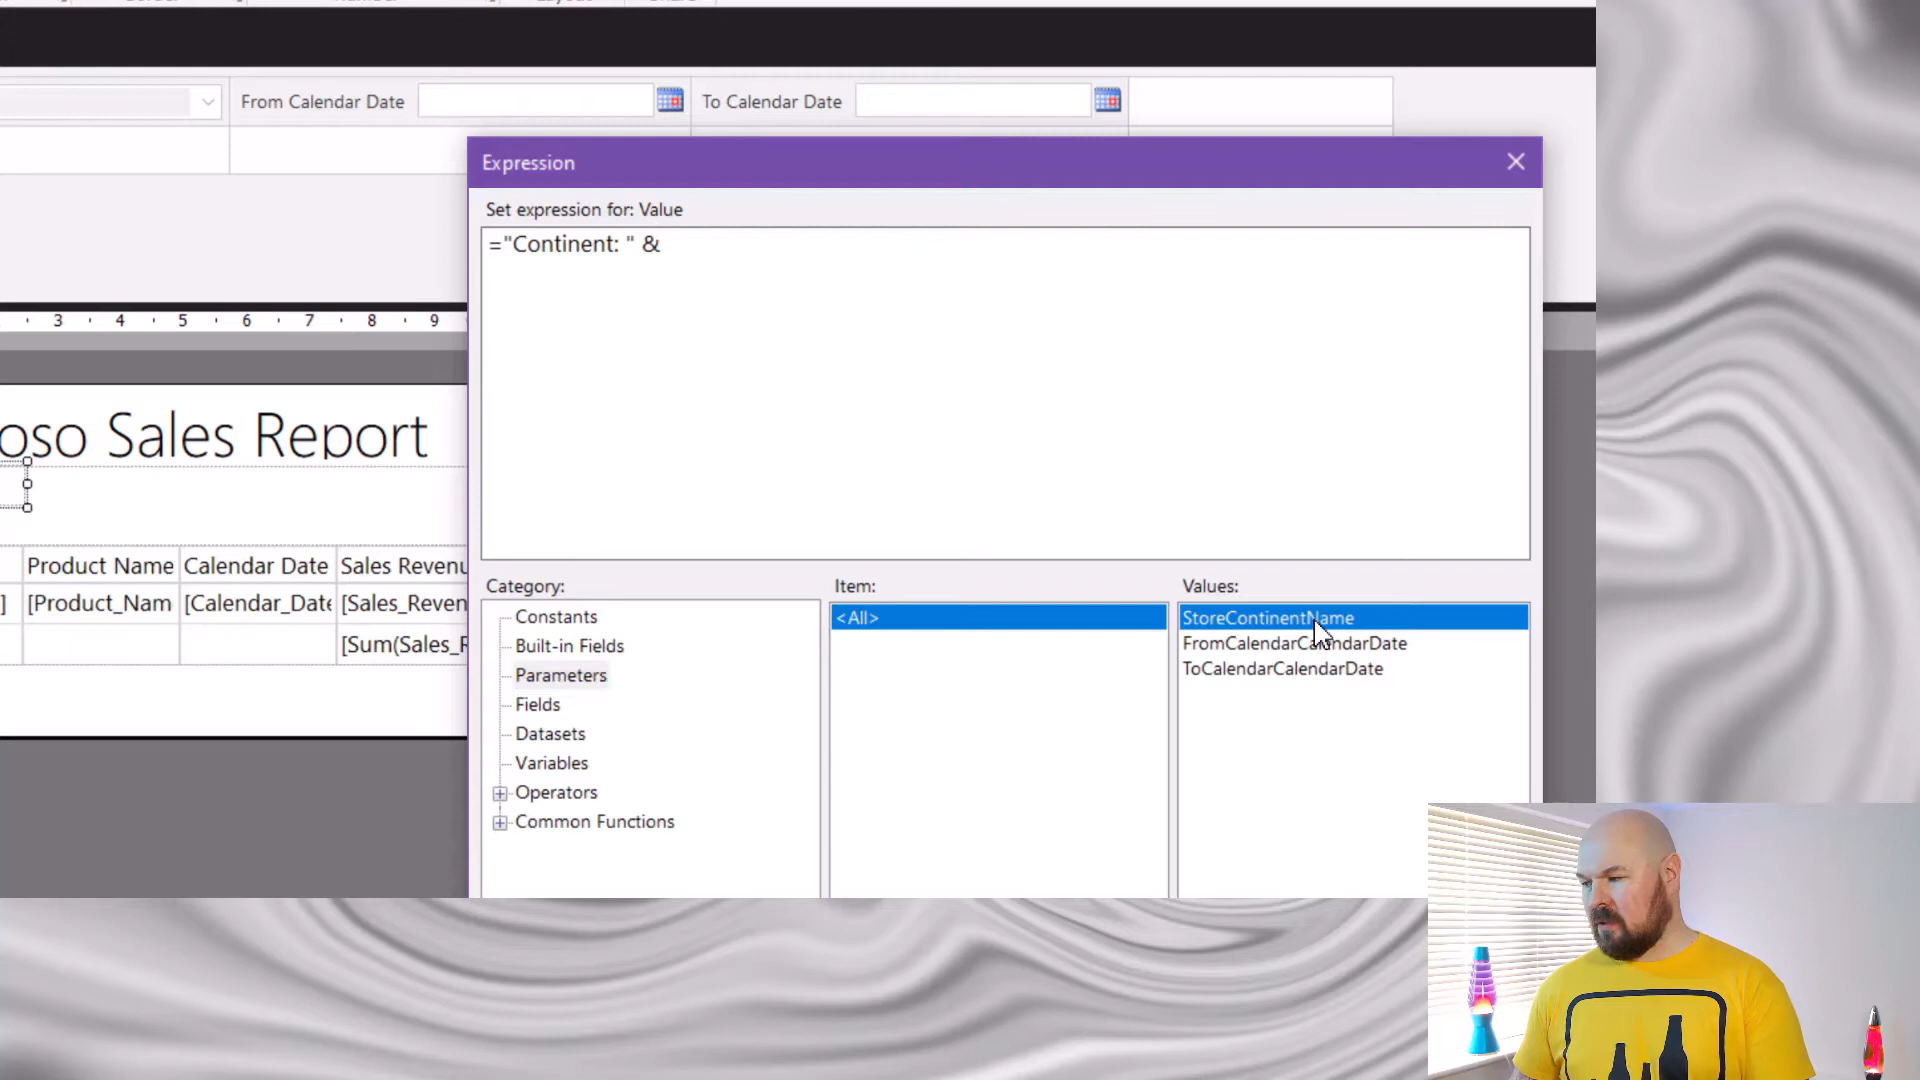 From Calendar Date
To Calendar Date
Expression
Set expression for: Value
="Continent: " &
3 4 5 6 7 8 9
oso Sales Report
Product Name Calendar Date Sales Revenu
] [Product_Nam [Calendar_Date [Sales_Reven
[Sum(Sales_R
Category:
Item:
Values:
Constants
Built-in Fields
Parameters
Fields
Datasets
Variables
Operators
Common Functions
<All>
StoreContinentName
FromCalendarCalendarDate
ToCalendarCalendarDate